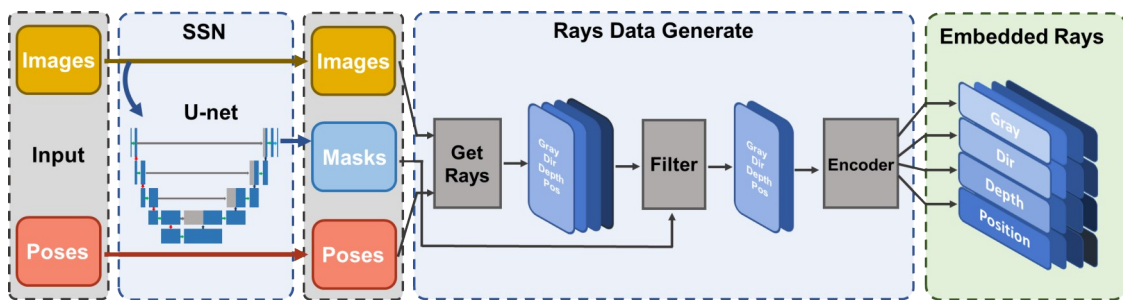 SSN
Rays Data Generate
Embedded Rays
Images
Images
U-net
Input
Masks
Poses
Poses
Get
Rays
Gray
Dir
Depth
Pos
Filter
Gray
Dir
Depth
Pos
Encoder
Gray
Dir
Depth
Position